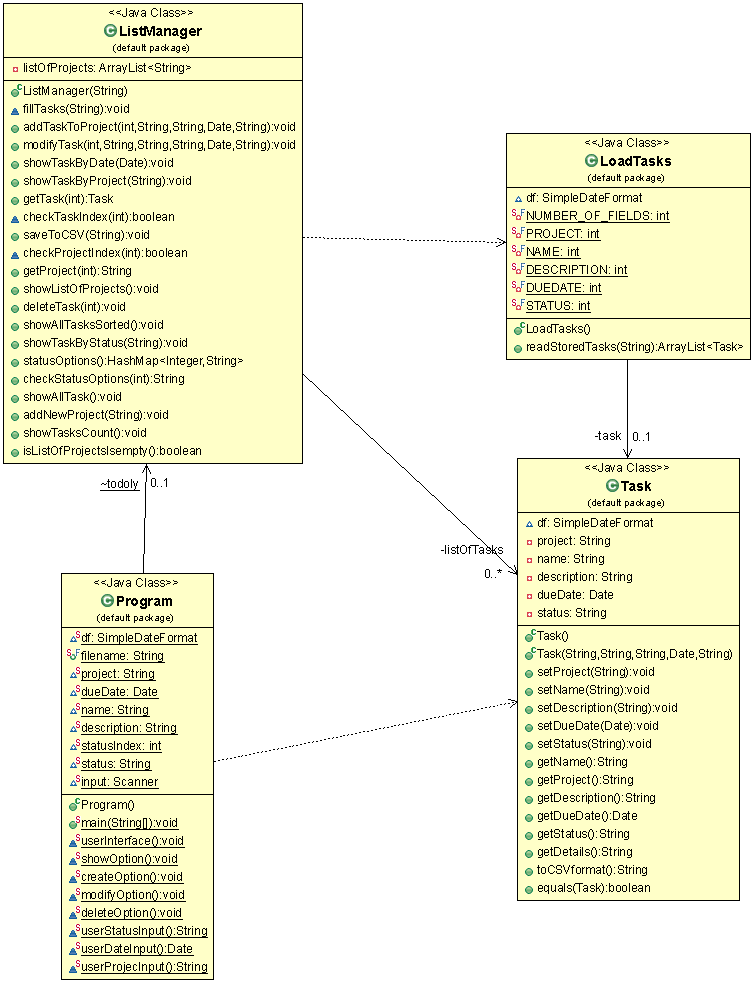 <<Java Class>>
ListManager
(default package)
listOfProjects: ArrayList<String>
ListManager(String)
fillTasks(String):void
addTaskToProject(int,String,String,Date,String):void
modifyTask(int,String,String,String,Date,String):void
showTaskByDate(Date):void
showTaskByProject(String):void
getTask(int):Task
checkTaskIndex(int):boolean
saveToCSV(String):void
checkProjectIndex(int):boolean
getProject(int):String
showListOfProjects():void
deleteTask(int):void
showAllTasksSorted():void
showTaskByStatus(String):void
statusOptions():HashMap<Integer,String>
checkStatusOptions(int):String
showAllTask():void
addNewProject(String):void
showTasksCount():void
isListOfProjectsIsempty():boolean
<<Java Class>>
LoadTasks
(default package)
df: SimpleDateFormat
NUMBER_OF_FIELDS: int
PROJECT: int
NAME: int
DESCRIPTION: int
DUEDATE: int
STATUS: int
LoadTasks()
readStoredTasks(String):ArrayList<Task>
-task 0..1
~todoly 0..1
-listOfTasks
0..*
<<Java Class>>
Task
(default package)
df: SimpleDateFormat
project: String
name: String
description: String
dueDate: Date
status: String
Task()
Task(String,String,String,Date,String)
setProject(String):void
setName(String):void
setDescription(String):void
setDueDate(Date):void
setStatus(String):void
getName():String
getProject():String
getDescription():String
getDueDate():Date
getStatus():String
getDetails():String
toCSVformat():String
equals(Task):boolean
<<Java Class>>
Program
(default package)
df: SimpleDateFormat
filename: String
project: String
dueDate: Date
name: String
description: String
statusIndex: int
status: String
input: Scanner
Program()
main(String[]):void
userInterface():void
showOption():void
createOption():void
modifyOption():void
deleteOption():void
userStatusInput():String
userDateInput():Date
userProjecInput():String